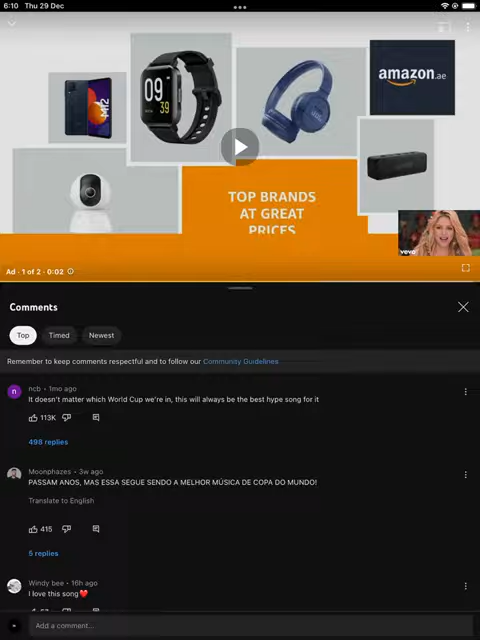 6:10 Thu 29 Dec
M12
09
39
JBL
amazon.ae
TOP BRANDS
AT GREAT
PRICES
vevo
Ad · 1 of 2 · 0:02
Comments
Top Timed Newest
Remember to keep comments respectful and to follow our Community Guidelines
n ncb • 1mo ago
It doesn't matter which World Cup we're in, this will always be the best hype song for it
113K
498 replies
Moonphazes • 3w ago
PASSAM ANOS, MAS ESSA SEGUE SENDO A MELHOR MÚSICA DE COPA DO MUNDO!
Translate to English
415
5 replies
Windy bee • 16h ago
I love this song❤️
Add a comment...